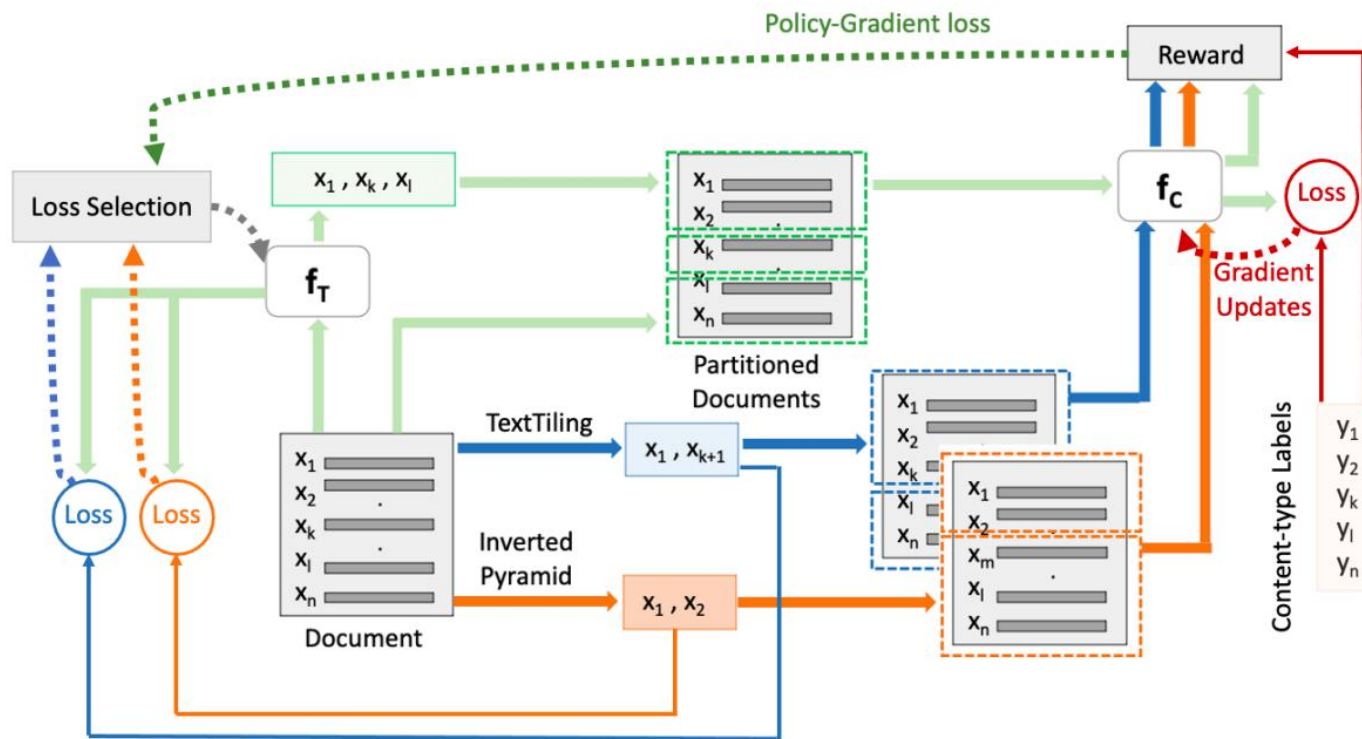 Policy-Gradient loss
Reward
x₁ , xₖ , xₗ
Loss Selection
f_T
x₁
x₂
.
xₖ
.
xₗ
xₙ
Partitioned
Documents
f_C
Loss
Gradient
Updates
TextTiling
x₁ , xₖ₊₁
x₁
x₂
.
xₖ
.
xₗ
xₙ
Document
Inverted
Pyramid
x₁ , x₂
x₁
x₂
xₖ
xₗ
xₙ
x₁
x₂
.
xₘ
.
xₗ
xₙ
Loss
Loss
Content-type Labels
y₁
y₂
yₖ
yₗ
yₙ